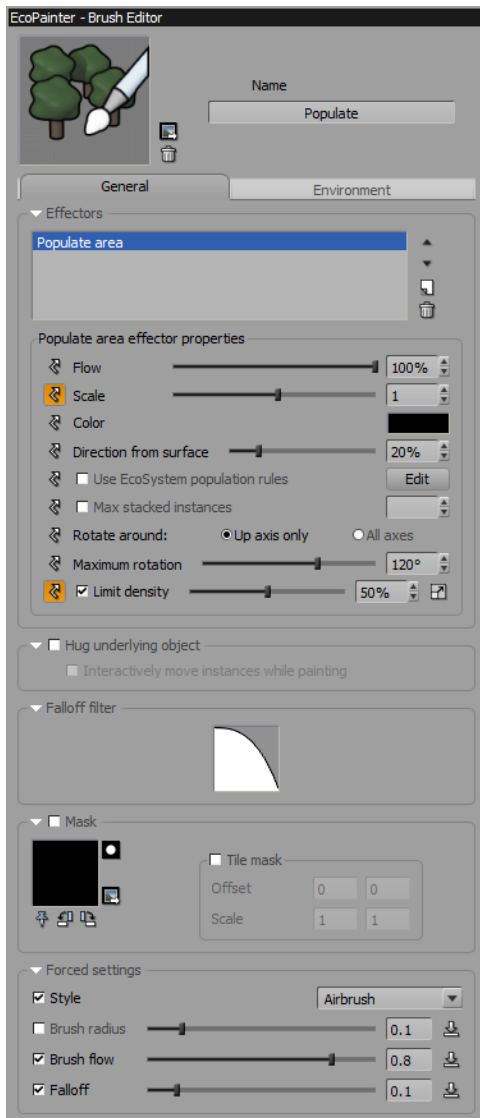 EcoPainter - Brush Editor
Name
Populate
General
Environment
Effectors
Populate area
Populate area effector properties
Flow 100%
Scale 1
Color
Direction from surface 20%
Use EcoSystem population rules Edit
Max stacked instances
Rotate around: Up axis only All axes
Maximum rotation 120°
Limit density 50%
Hug underlying object
Interactively move instances while painting
Falloff filter
Mask
Tile mask
Offset 0 0
Scale 1 1
Forced settings
Style Airbrush
Brush radius 0.1
Brush flow 0.8
Falloff 0.1